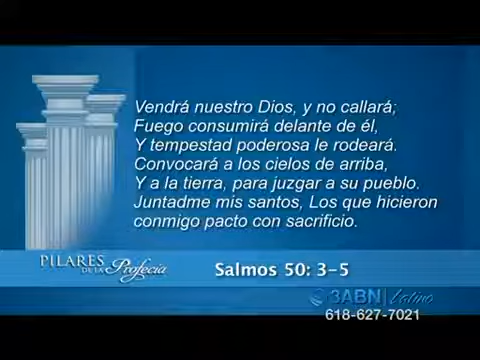 Vendrá nuestro Dios, y no callará;
Fuego consumirá delante de él,
Y tempestad poderosa le rodeará.
Convocará a los cielos de arriba,
Y a la tierra, para juzgar a su pueblo.
Juntadme mis santos, Los que hicieron
conmigo pacto con sacrificio.
PILARES
DE LA Profecía
Salmos 50: 3-5
3ABN Latino
618-627-7021